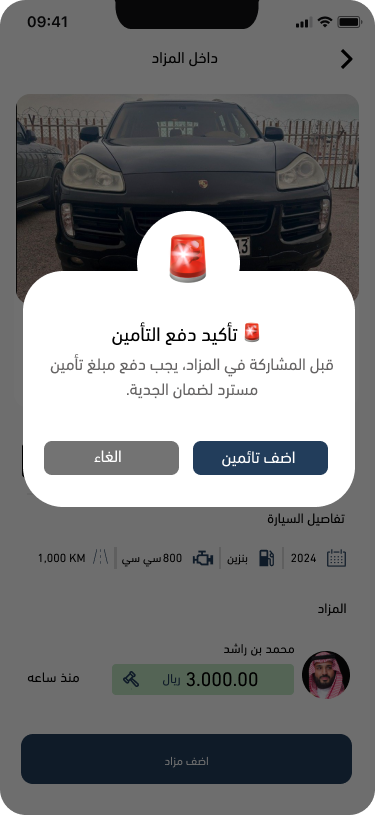 09:41
داخل المزاد
🚨 تأكيد دفع التأمين
قبل المشاركة في المزاد، يجب دفع مبلغ تأمين
مسترد لضمان الجدية.
اضف تائمين
الغاء
تفاصيل السيارة
2024
بنزين
800 سي سي
1,000 KM
المزاد
محمد بن راشد
3.000.00 ريال
منذ ساعه
اضف مزاد